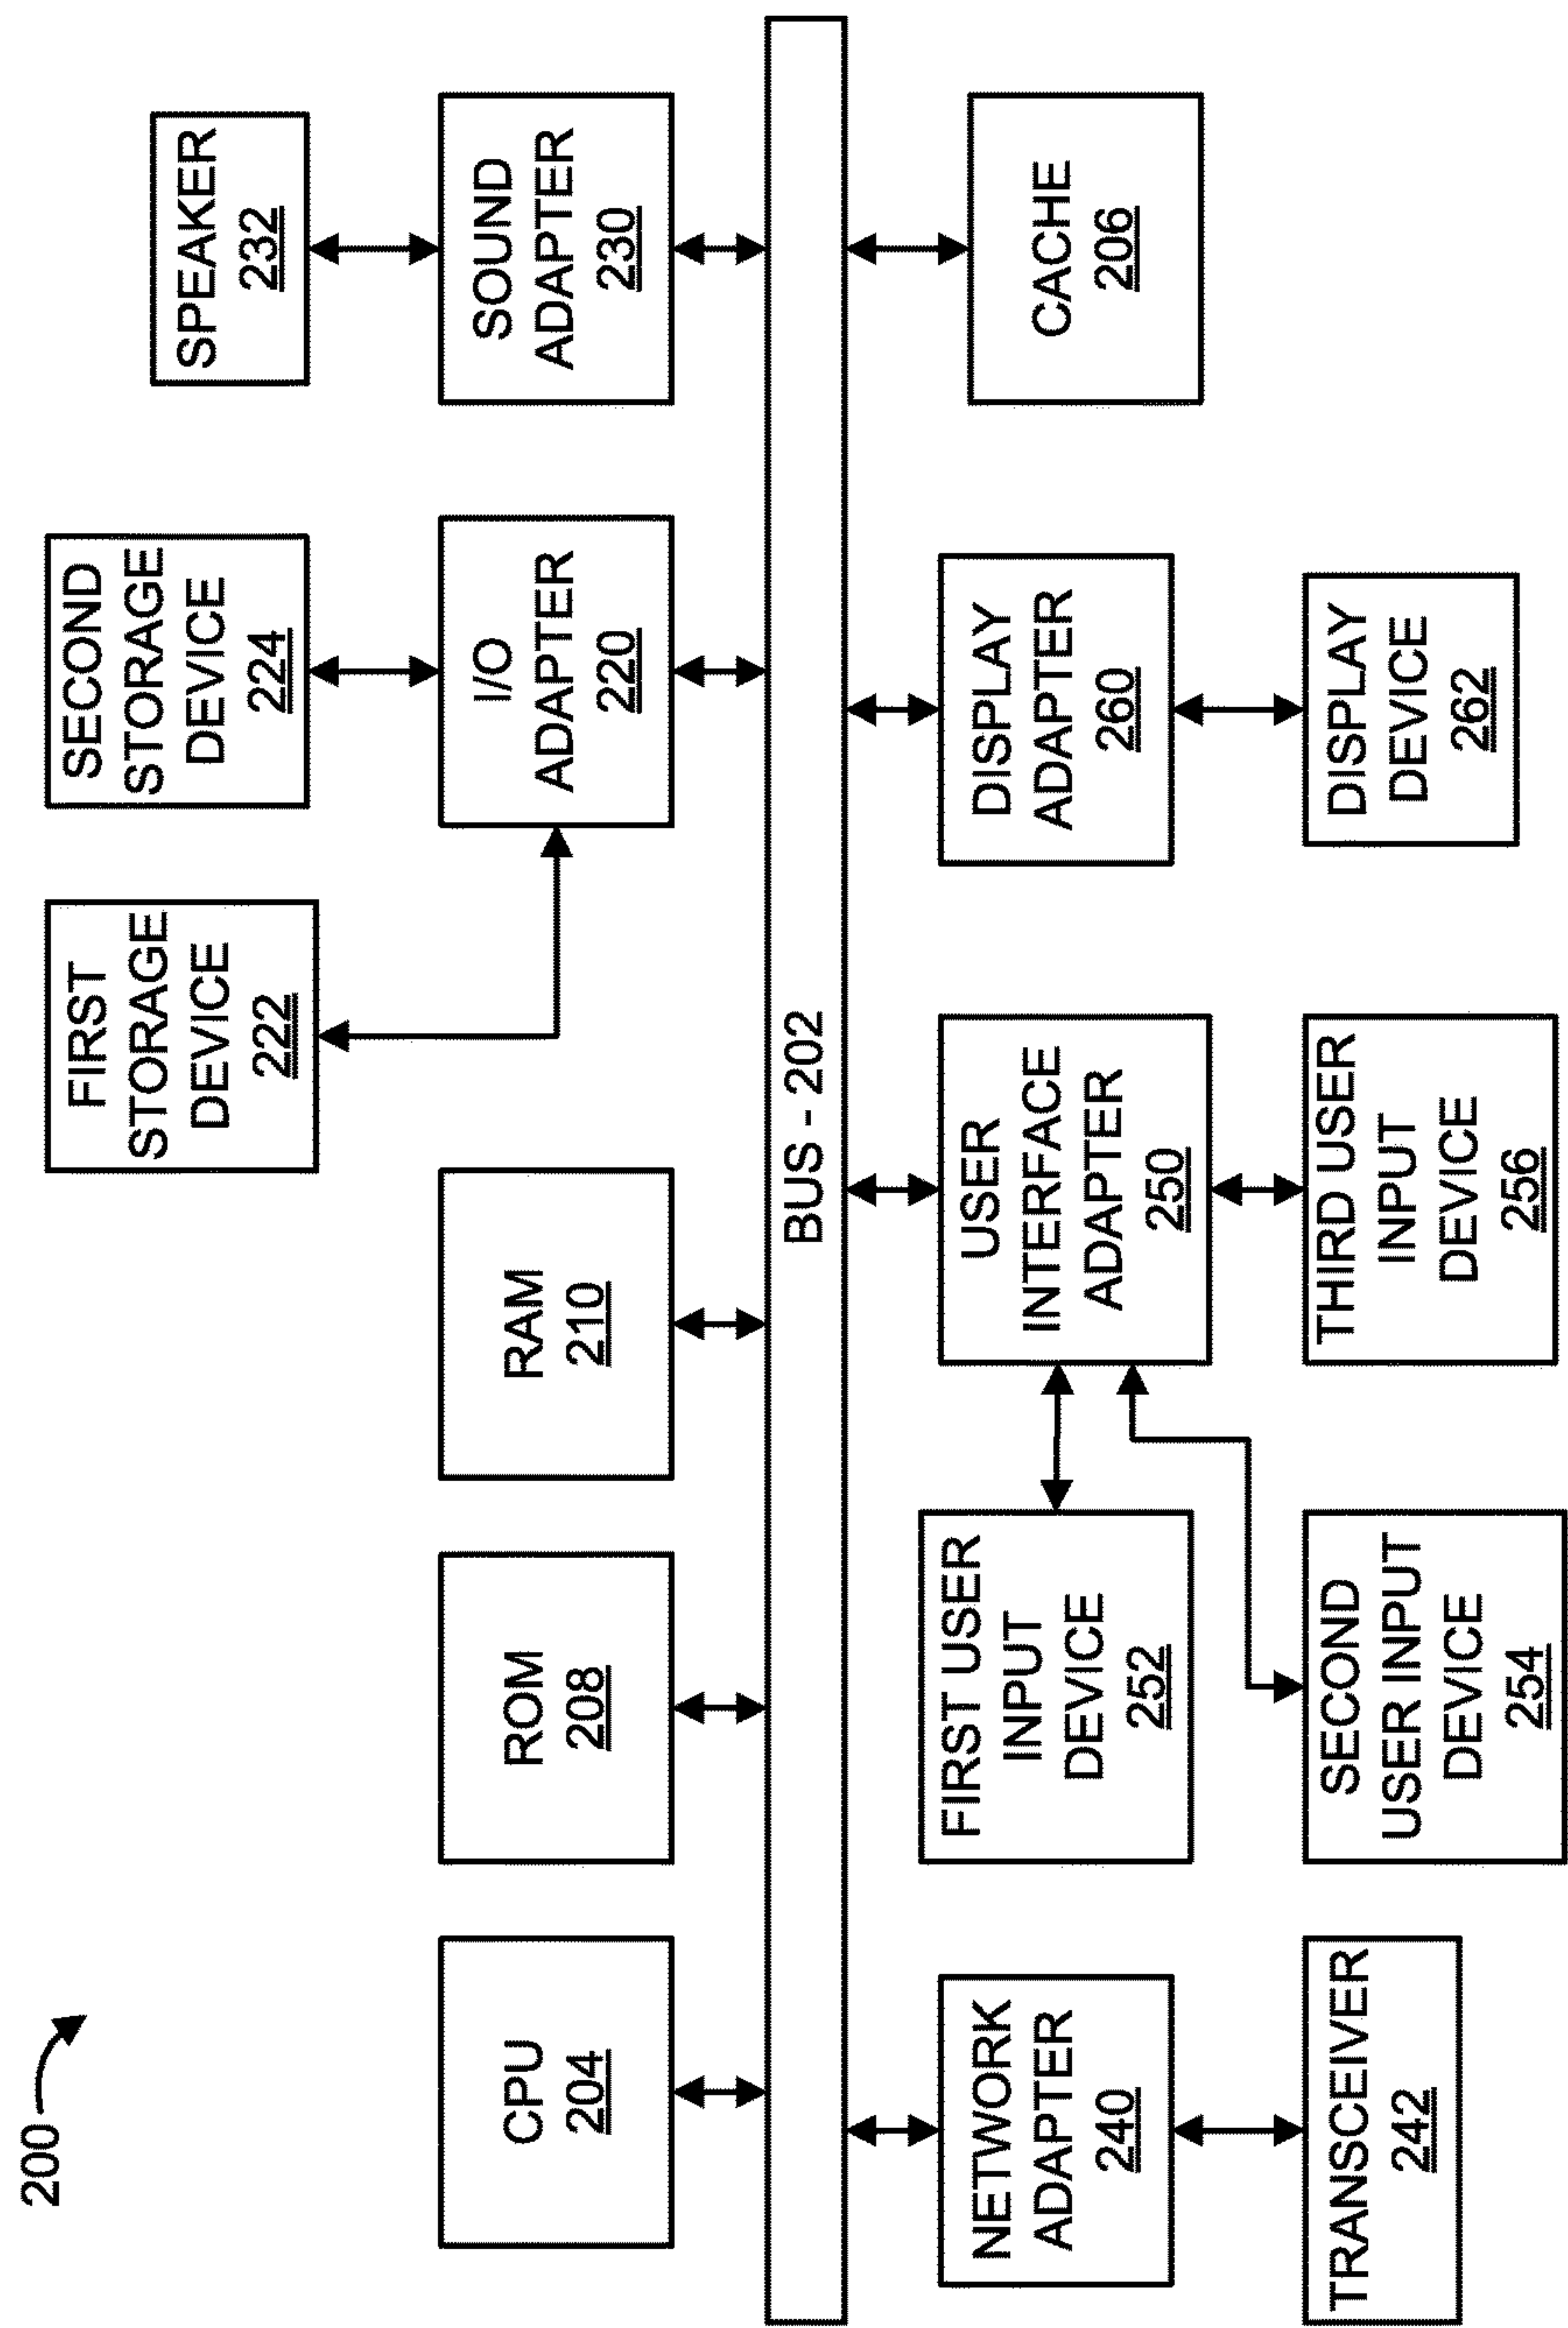 200
FIRST
STORAGE
DEVICE
222
SECOND
STORAGE
DEVICE
224
SPEAKER
232
CPU
204
ROM
208
RAM
210
I/O
ADAPTER
220
SOUND
ADAPTER
230
BUS - 202
NETWORK
ADAPTER
240
FIRST USER
INPUT
DEVICE
252
USER
INTERFACE
ADAPTER
250
DISPLAY
ADAPTER
260
CACHE
206
TRANSCEIVER
242
SECOND
USER INPUT
DEVICE
254
THIRD USER
INPUT
DEVICE
256
DISPLAY
DEVICE
262